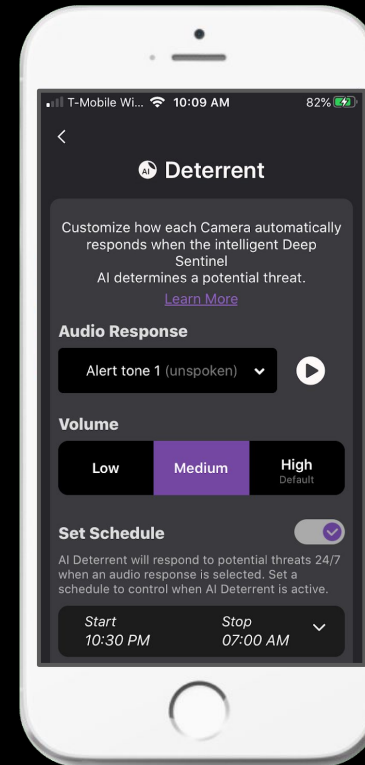 T-Mobile Wi... 10:09 AM 82%
AI Deterrent
Customize how each Camera automatically
responds when the intelligent Deep
Sentinel
AI determines a potential threat.
Learn More
Audio Response
Alert tone 1 (unspoken)
Volume
Low Medium High
Default
Set Schedule
AI Deterrent will respond to potential threats 24/7
when an audio response is selected. Set a
schedule to control when AI Deterrent is active.
Start Stop
10:30 PM 07:00 AM